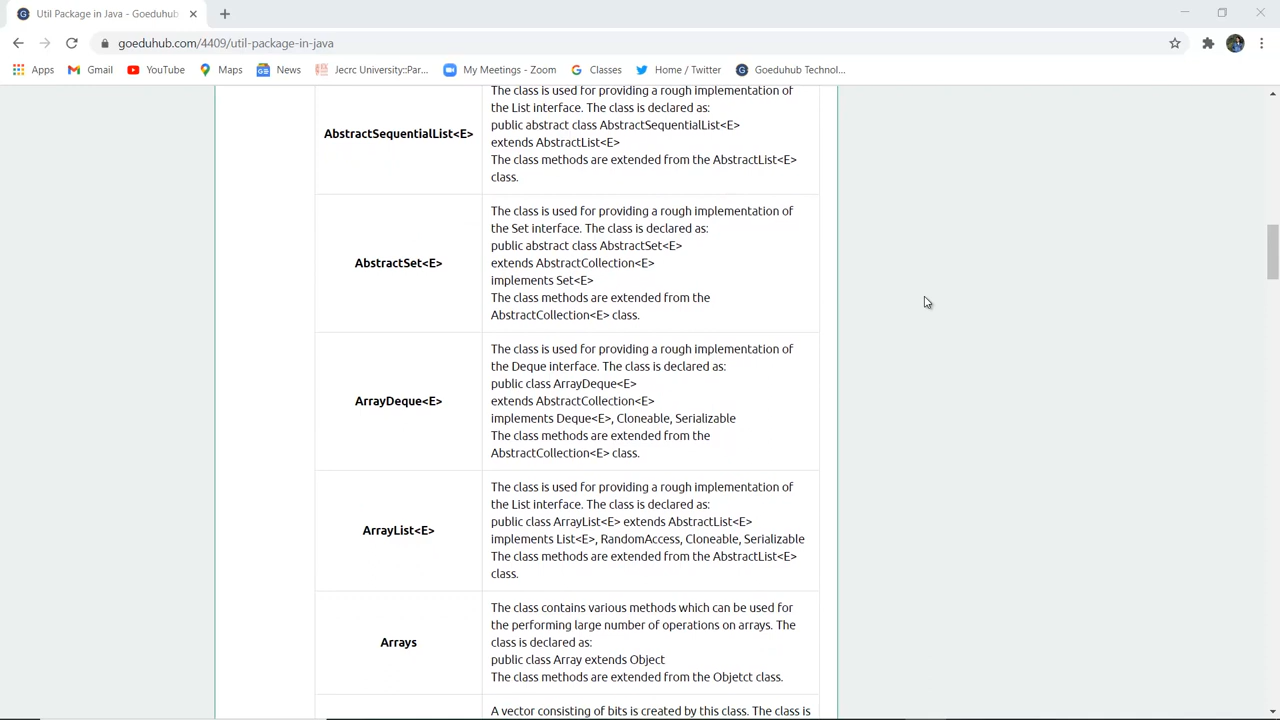 Util Package in Java - Goeduhub
goeduhub.com/4409/util-package-in-java
Apps Gmail YouTube Maps News Jecrc University::Par... My Meetings - Zoom Classes Home / Twitter Goeduhub Technol...
AbstractSequentialList<E>
The class is used for providing a rough implementation of
the List interface. The class is declared as:
public abstract class AbstractSequentialList<E>
extends AbstractList<E>
The class methods are extended from the AbstractList<E>
class.
AbstractSet<E>
The class is used for providing a rough implementation of
the Set interface. The class is declared as:
public abstract class AbstractSet<E>
extends AbstractCollection<E>
implements Set<E>
The class methods are extended from the
AbstractCollection<E> class.
ArrayDeque<E>
The class is used for providing a rough implementation of
the Deque interface. The class is declared as:
public class ArrayDeque<E>
extends AbstractCollection<E>
implements Deque<E>, Cloneable, Serializable
The class methods are extended from the
AbstractCollection<E> class.
ArrayList<E>
The class is used for providing a rough implementation of
the List interface. The class is declared as:
public class ArrayList<E> extends AbstractList<E>
implements List<E>, RandomAccess, Cloneable, Serializable
The class methods are extended from the AbstractList<E>
class.
Arrays
The class contains various methods which can be used for
the performing large number of operations on arrays. The
class is declared as:
public class Array extends Object
The class methods are extended from the Objetct class.
A vector consisting of bits is created by this class. The class is